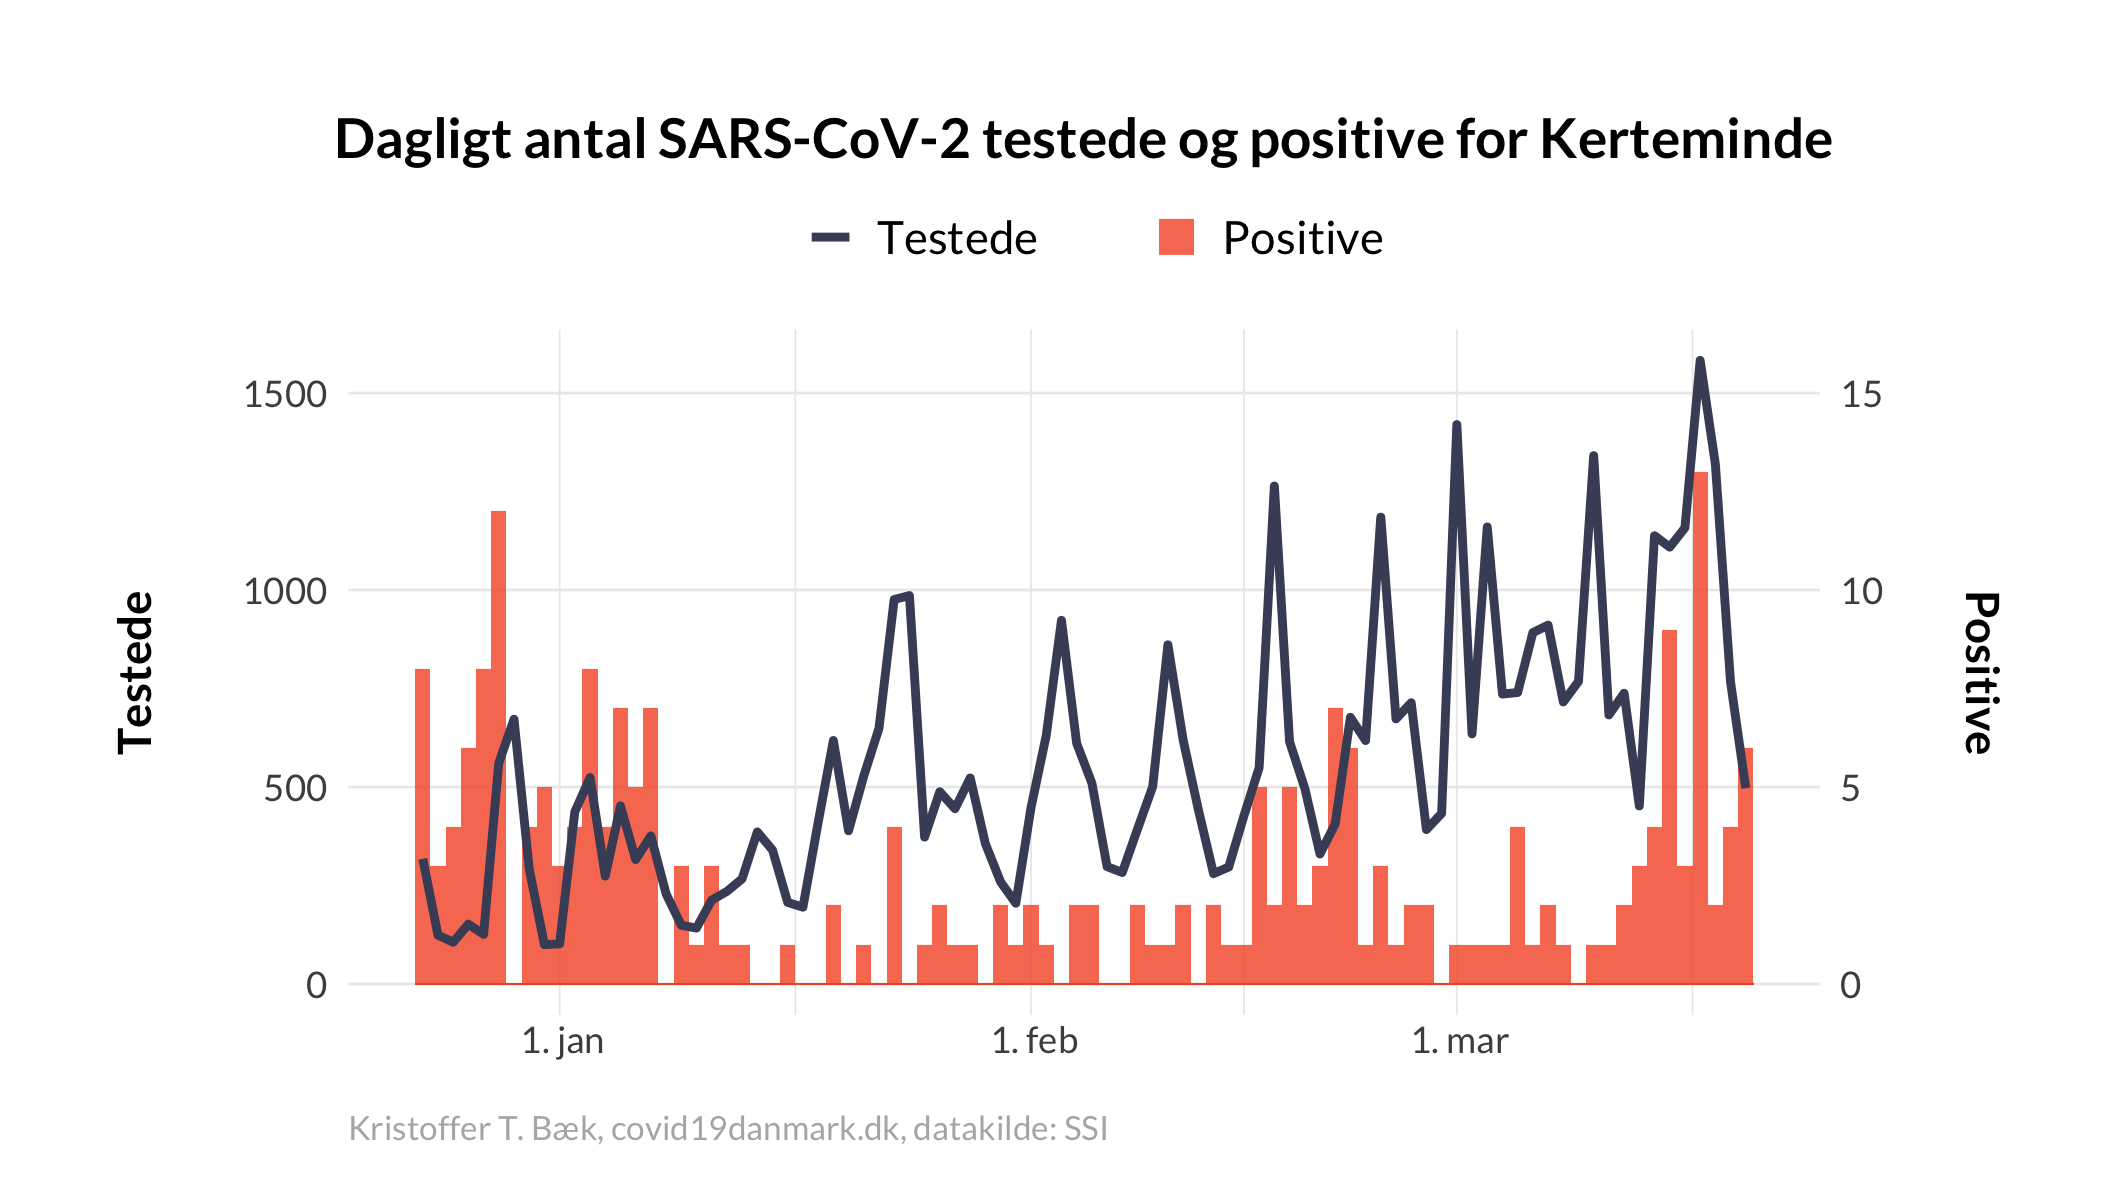 Dagligt antal SARS-CoV-2 testede og positive for Kerteminde
Testede
Positive
1500
1000
500
0
15
10
5
0
Testede
Positive
1. jan
1. feb
1. mar
Kristoffer T. Bæk, covid19danmark.dk, datakilde: SSI